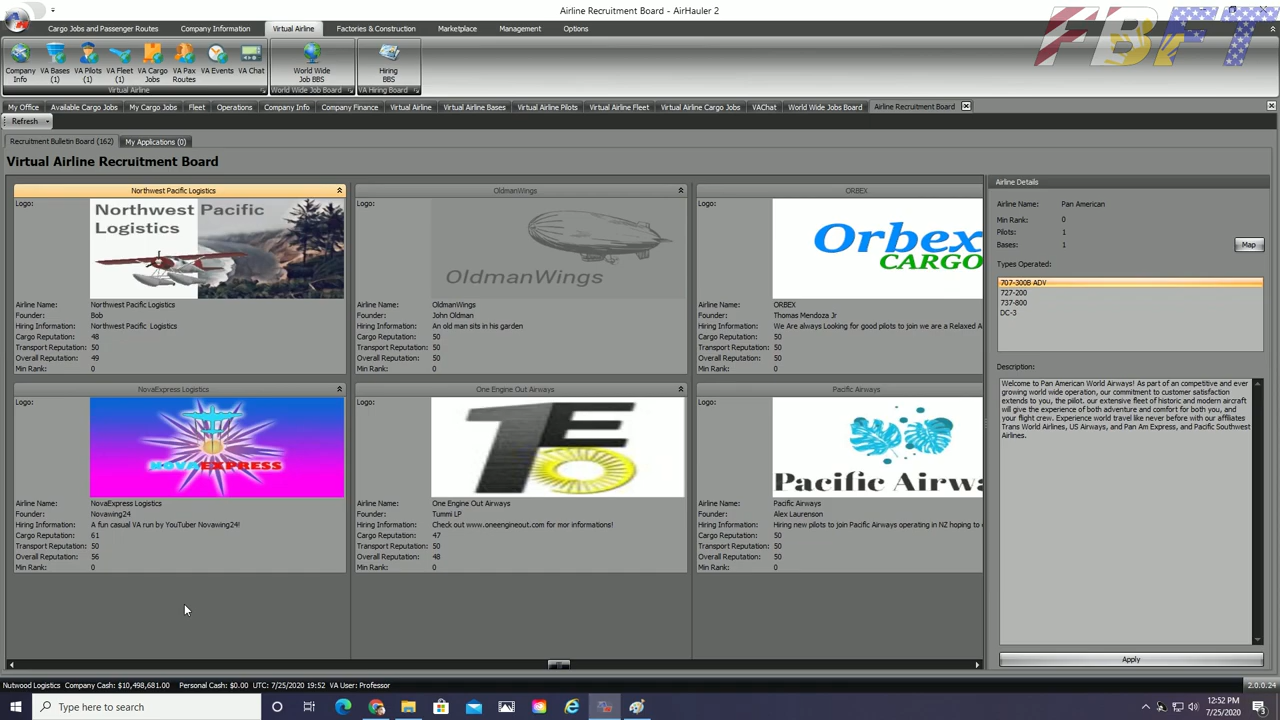 Airline Recruitment Board - AirHauler 2
FBFT
Cargo Jobs and Passenger Routes Company Information Virtual Airline Factories & Construction Marketplace Management Options
Company Info VA Bases (1) VA Pilots (1) VA Fleet (1) VA Cargo Jobs VA Pax Routes VA Events VA Chat World Wide Job BBS Hiring BBS
Virtual Airline World Wide Job Board VA Hiring Board
My Office Available Cargo Jobs My Cargo Jobs Fleet Operations Company Info Company Finance Virtual Airline Virtual Airline Bases Virtual Airline Pilots Virtual Airline Fleet Virtual Airline Cargo Jobs VAChat World Wide Jobs Board Airline Recruitment Board
Refresh
Recruitment Bulletin Board (162) My Applications (0)
Virtual Airline Recruitment Board
Northwest Pacific Logistics
Logo:
Northwest Pacific
Logistics
Airline Name: Northwest Pacific Logistics
Founder: Bob
Hiring Information: Northwest Pacific Logistics
Cargo Reputation: 48
Transport Reputation: 50
Overall Reputation: 49
Min Rank: 0
OldmanWings
Logo:
OldmanWings
Airline Name: OldmanWings
Founder: John Oldman
Hiring Information: An old man sits in his garden
Cargo Reputation: 50
Transport Reputation: 50
Overall Reputation: 50
Min Rank: 0
ORBEX
Logo:
Orbex
CARGO
Airline Name: ORBEX
Founder: Thomas Mendoza Jr
Hiring Information: We Are always Looking for good pilots to join we are a Relaxed A
Cargo Reputation: 50
Transport Reputation: 50
Overall Reputation: 50
Min Rank: 0
NovaExpress Logistics
Logo:
NOVAEXPRESS
Airline Name: NovaExpress Logistics
Founder: Novawing24
Hiring Information: A fun casual VA run by YouTuber Novawing24!
Cargo Reputation: 61
Transport Reputation: 50
Overall Reputation: 56
Min Rank: 0
One Engine Out Airways
Logo:
1EO
Airline Name: One Engine Out Airways
Founder: Tummi LP
Hiring Information: Check out www.oneengineout.com for mor informations!
Cargo Reputation: 47
Transport Reputation: 50
Overall Reputation: 48
Min Rank: 0
Pacific Airways
Logo:
Pacific Airwa
Airline Name: Pacific Airways
Founder: Alex Laurenson
Hiring Information: Hiring new pilots to join Pacific Airways operating in NZ hoping to
Cargo Reputation: 50
Transport Reputation: 50
Overall Reputation: 50
Min Rank: 0
Airline Details
Airline Name: Pan American
Min Rank: 0
Pilots: 1
Bases: 1
Map
Types Operated:
707-300B ADV
727-200
737-800
DC-3
Description:
Welcome to Pan American World Airways! As part of an competitive and ever
growing world wide operation, our commitment to customer satisfaction
extends to you, the pilot. our extensive fleet of historic and modern aircraft
will give the experience of both adventure and comfort for both you, and
your flight crew. Experience world travel like never before with our affiliates
Trans World Airlines, US Airways, and Pan Am Express, and Pacific Southwest
Airlines.
Apply
Nutwood Logistics Company Cash: $10,498,681.00 Personal Cash: $0.00 UTC: 7/25/2020 19:52 VA User: Professor 2.0.0.24
Type here to search
12:52 PM
7/25/2020